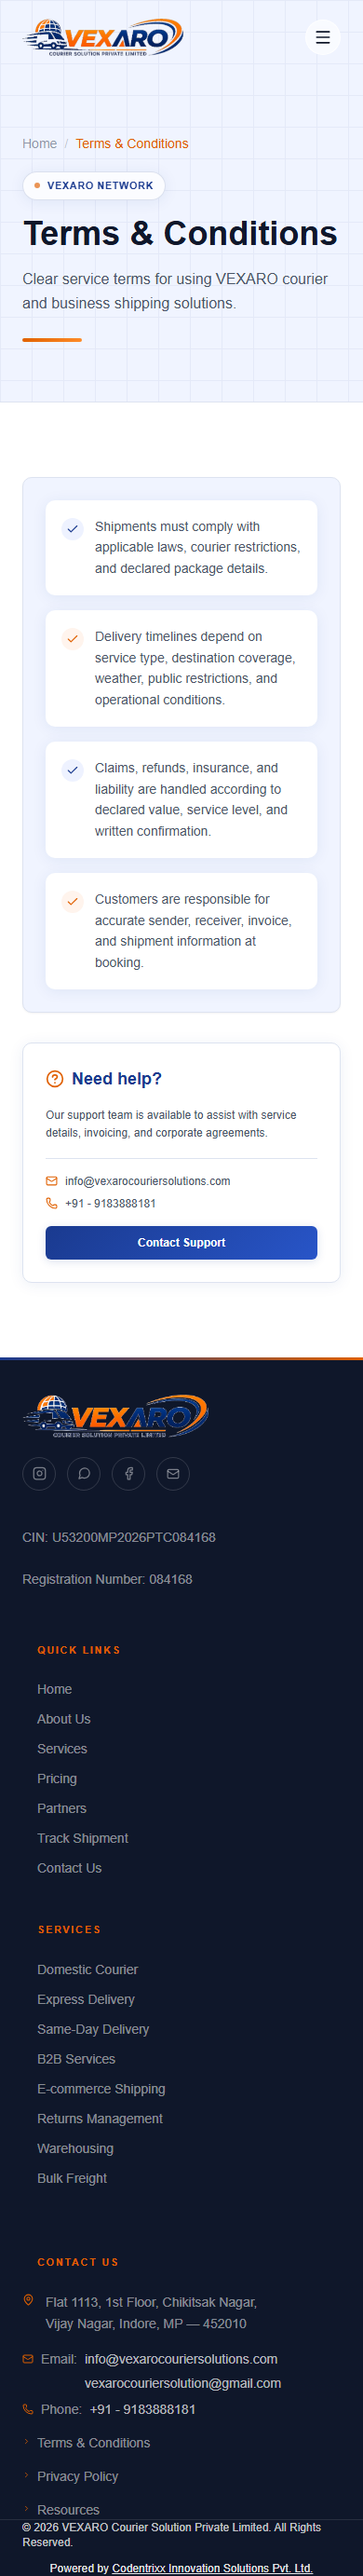 VEXARO
COURIER SOLUTION PRIVATE LIMITED
Home / Terms & Conditions
VEXARO NETWORK
Terms & Conditions
Clear service terms for using VEXARO courier
and business shipping solutions.
Shipments must comply with
applicable laws, courier restrictions,
and declared package details.
Delivery timelines depend on
service type, destination coverage,
weather, public restrictions, and
operational conditions.
Claims, refunds, insurance, and
liability are handled according to
declared value, service level, and
written confirmation.
Customers are responsible for
accurate sender, receiver, invoice,
and shipment information at
booking.
Need help?
Our support team is available to assist with service
details, invoicing, and corporate agreements.
info@vexarocouriersolutions.com
+91 - 9183888181
Contact Support
VEXARO
COURIER SOLUTION PRIVATE LIMITED
CIN: U53200MP2026PTC084168
Registration Number: 084168
QUICK LINKS
Home
About Us
Services
Pricing
Partners
Track Shipment
Contact Us
SERVICES
Domestic Courier
Express Delivery
Same-Day Delivery
B2B Services
E-commerce Shipping
Returns Management
Warehousing
Bulk Freight
CONTACT US
Flat 1113, 1st Floor, Chikitsak Nagar,
Vijay Nagar, Indore, MP — 452010
Email: info@vexarocouriersolutions.com
vexarocouriersolution@gmail.com
Phone: +91 - 9183888181
Terms & Conditions
Privacy Policy
Resources
© 2026 VEXARO Courier Solution Private Limited. All Rights
Reserved.
Powered by Codentrixx Innovation Solutions Pvt. Ltd.